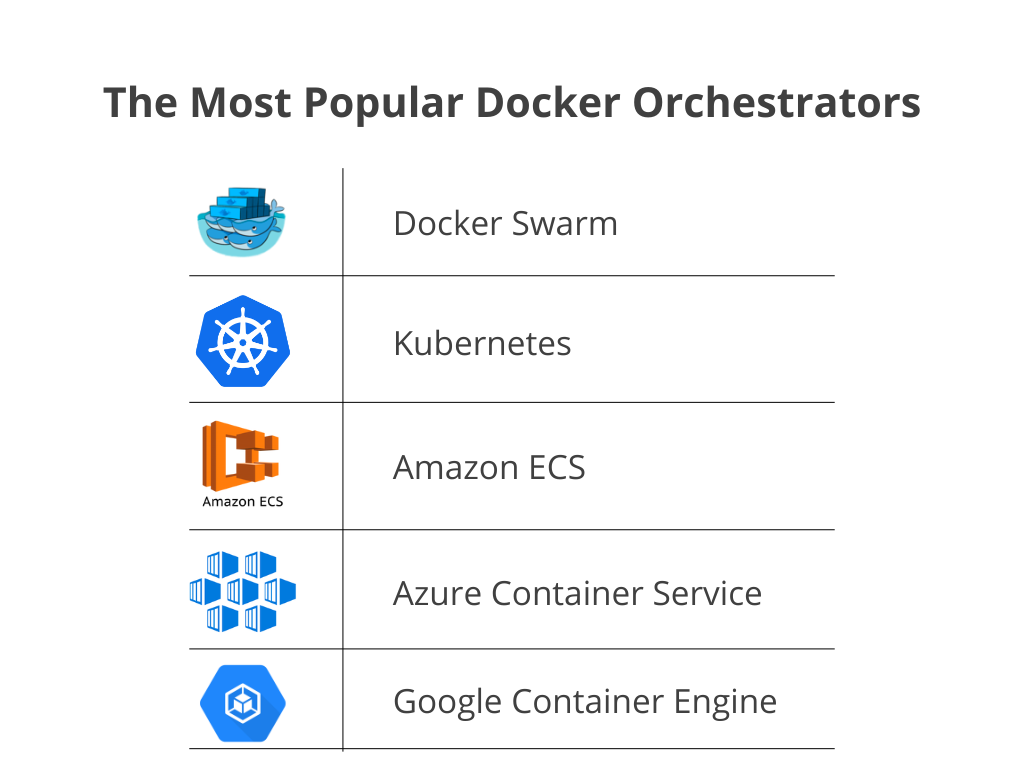 The Most Popular Docker Orchestrators
Docker Swarm
Kubernetes
Amazon ECS
Amazon ECS
Azure Container Service
Google Container Engine